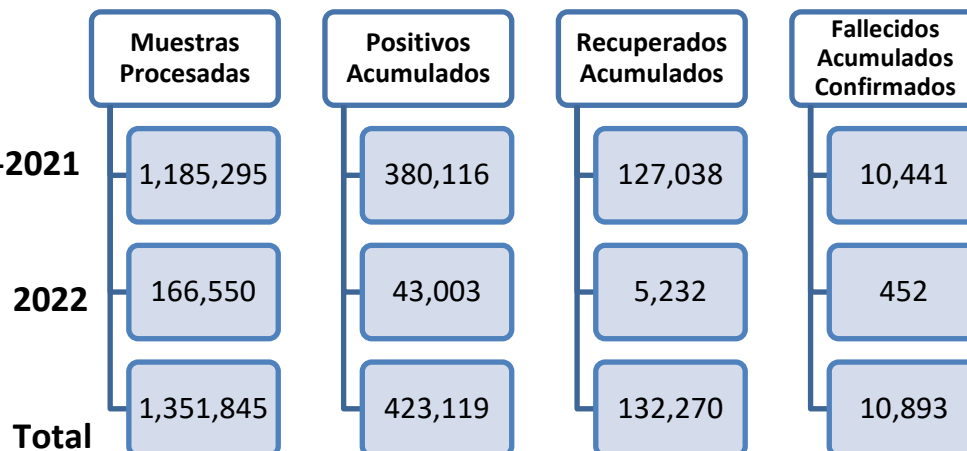 Muestras
Procesadas
Positivos
Acumulados
Recuperados
Acumulados
Fallecidos
Acumulados
Confirmados
-2021
1,185,295
380,116
127,038
10,441
2022
166,550
43,003
5,232
452
Total
1,351,845
423,119
132,270
10,893